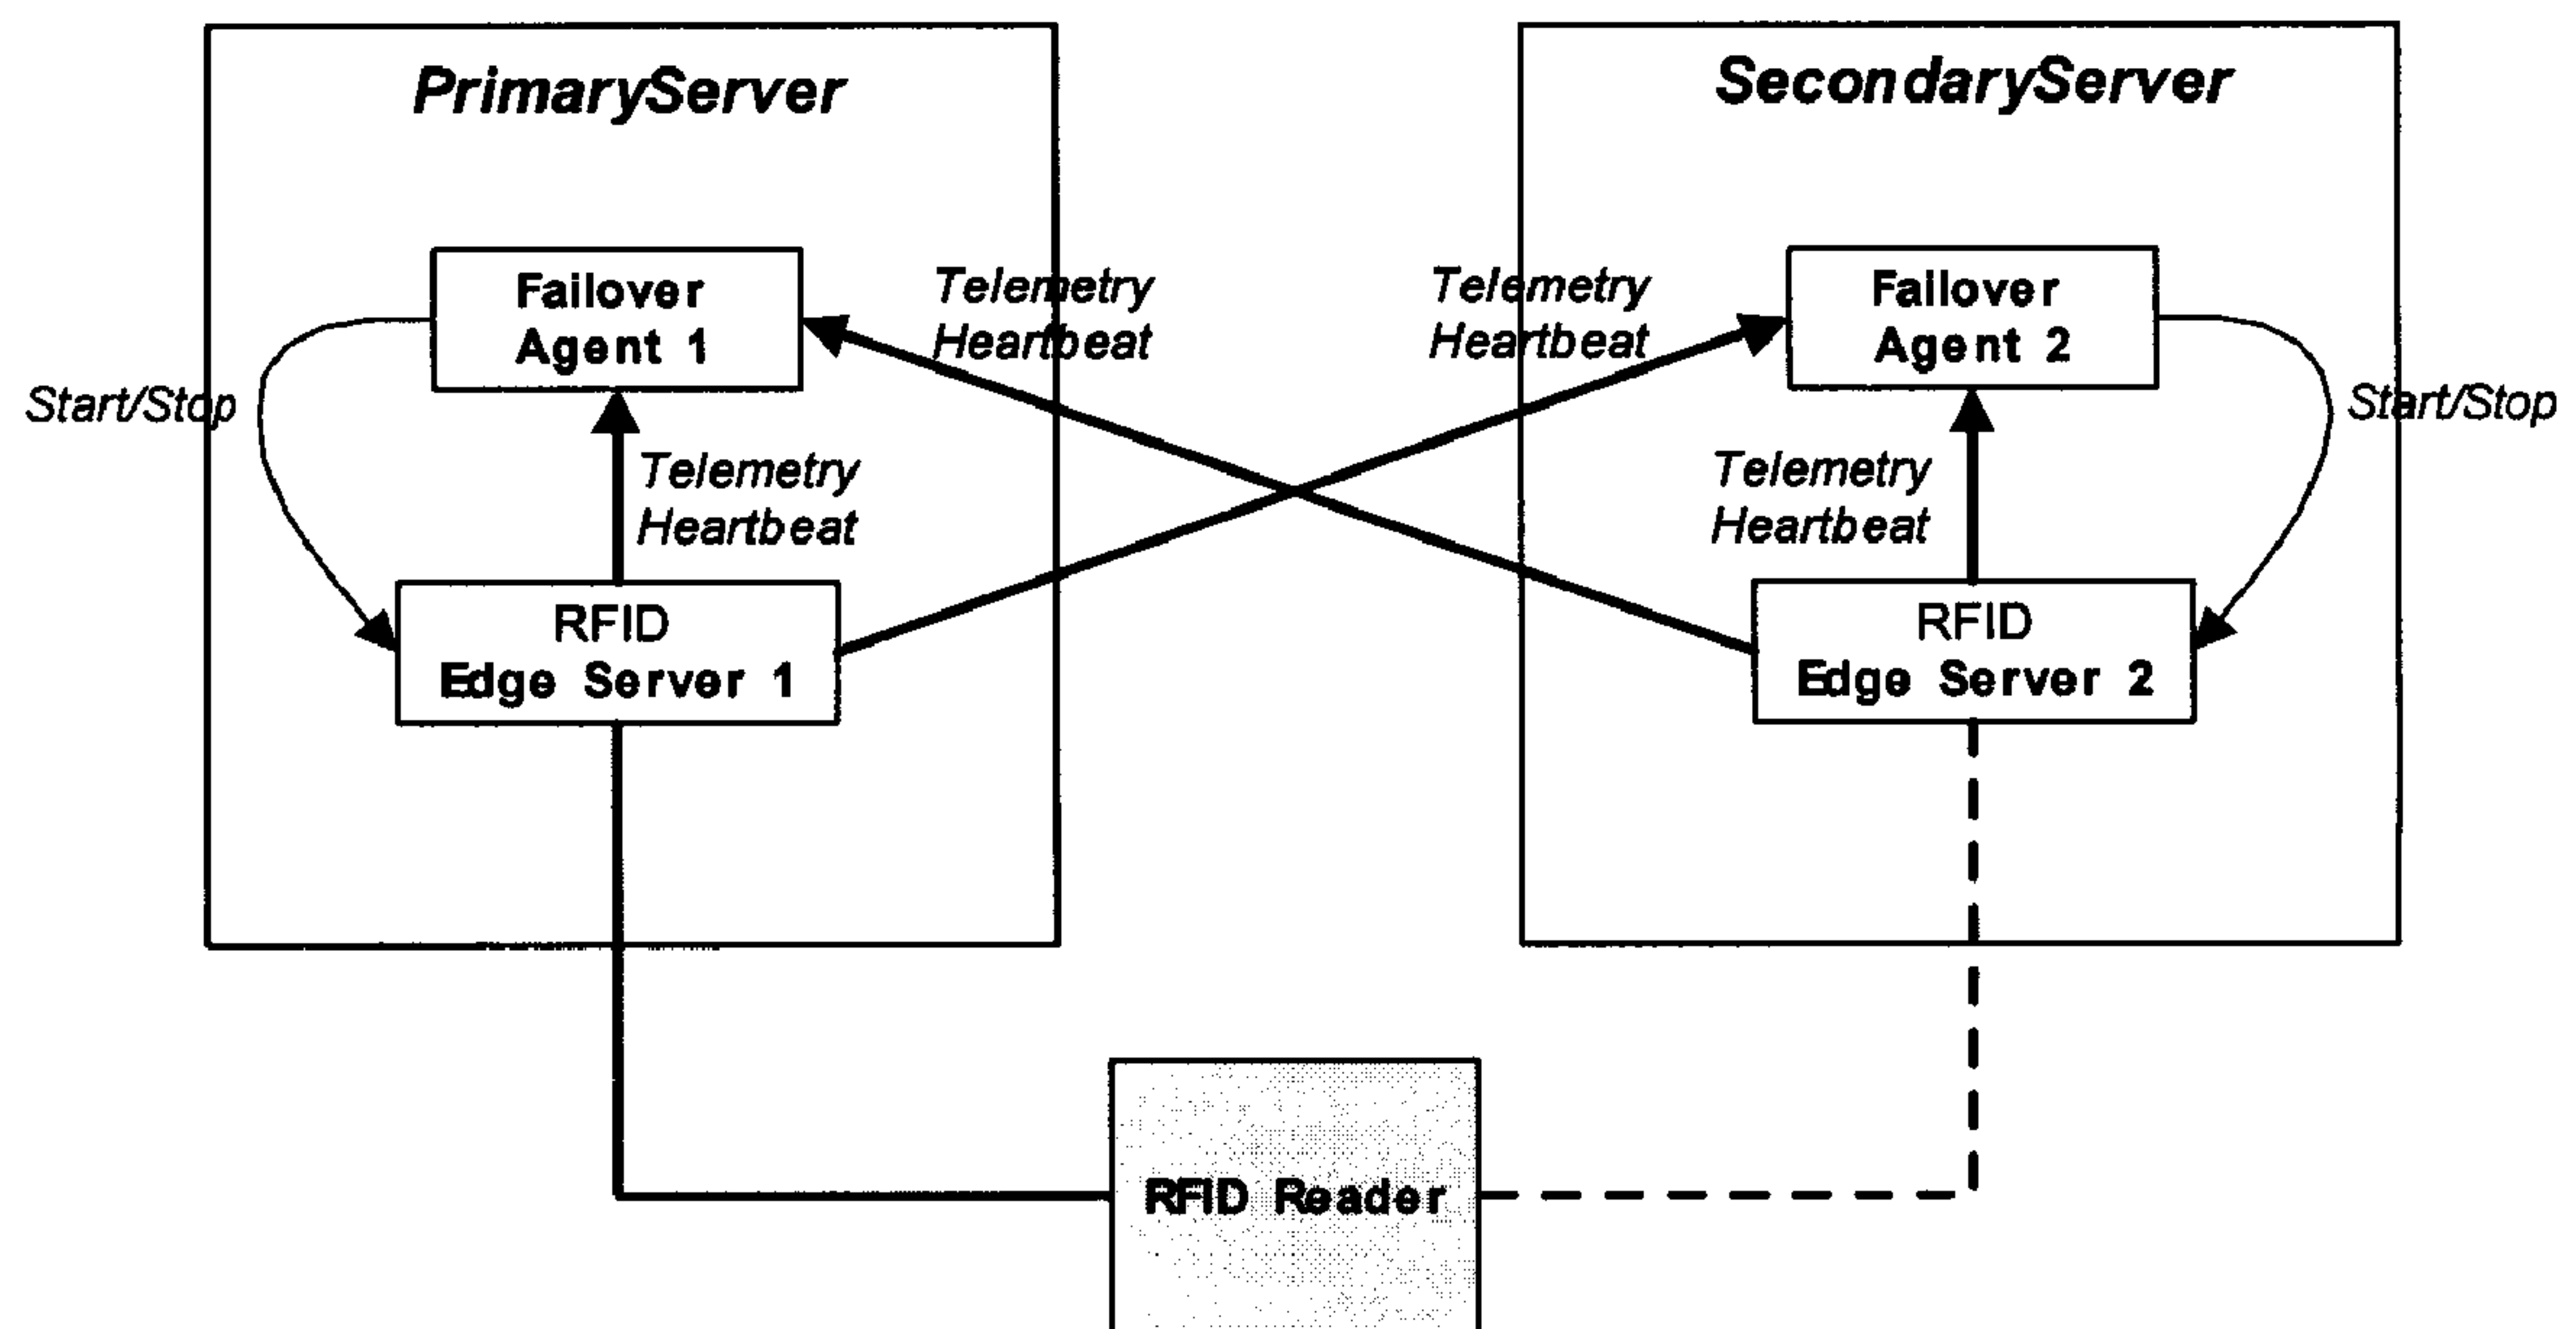 PrimaryServer
SecondaryServer
Failover
Agent 1
Telemetry
Heartbeat
Telemetry
Heartbeat
Failover
Agent 2
Start/Stop
Start/Stop
Telemetry
Heartbeat
Telemetry
Heartbeat
RFID
Edge Server 1
RFID
Edge Server 2
RFID Reader